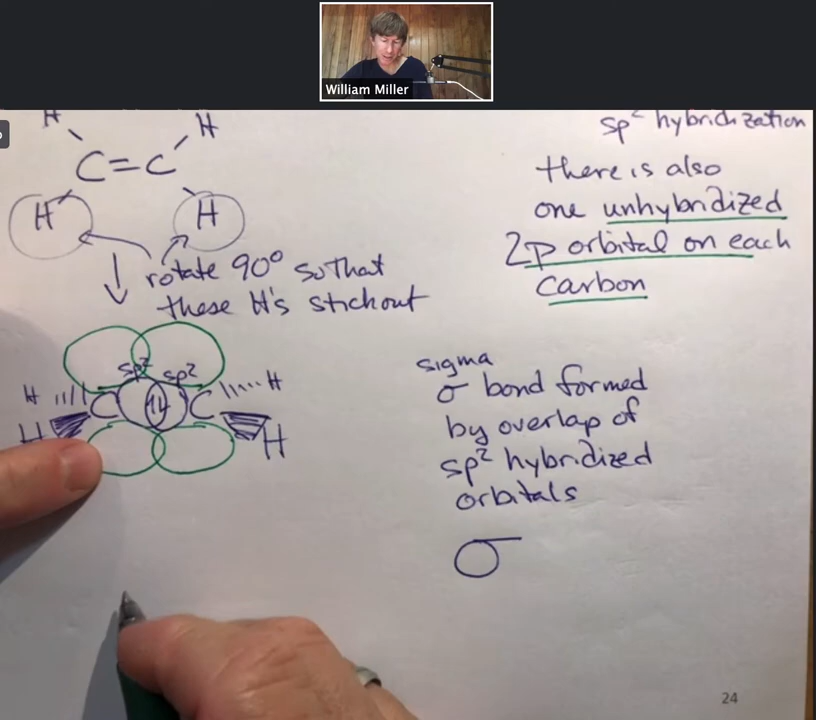 William Miller
sp² hybridization
H
H
C=C
H
H
there is also
one unhybridized
2p orbital on each
carbon
rotate 90° so that
these H's stick out
sp² sp²
H C 1L C H
H H
sigma
σ bond formed
by overlap of
sp² hybridized
orbitals
σ
24